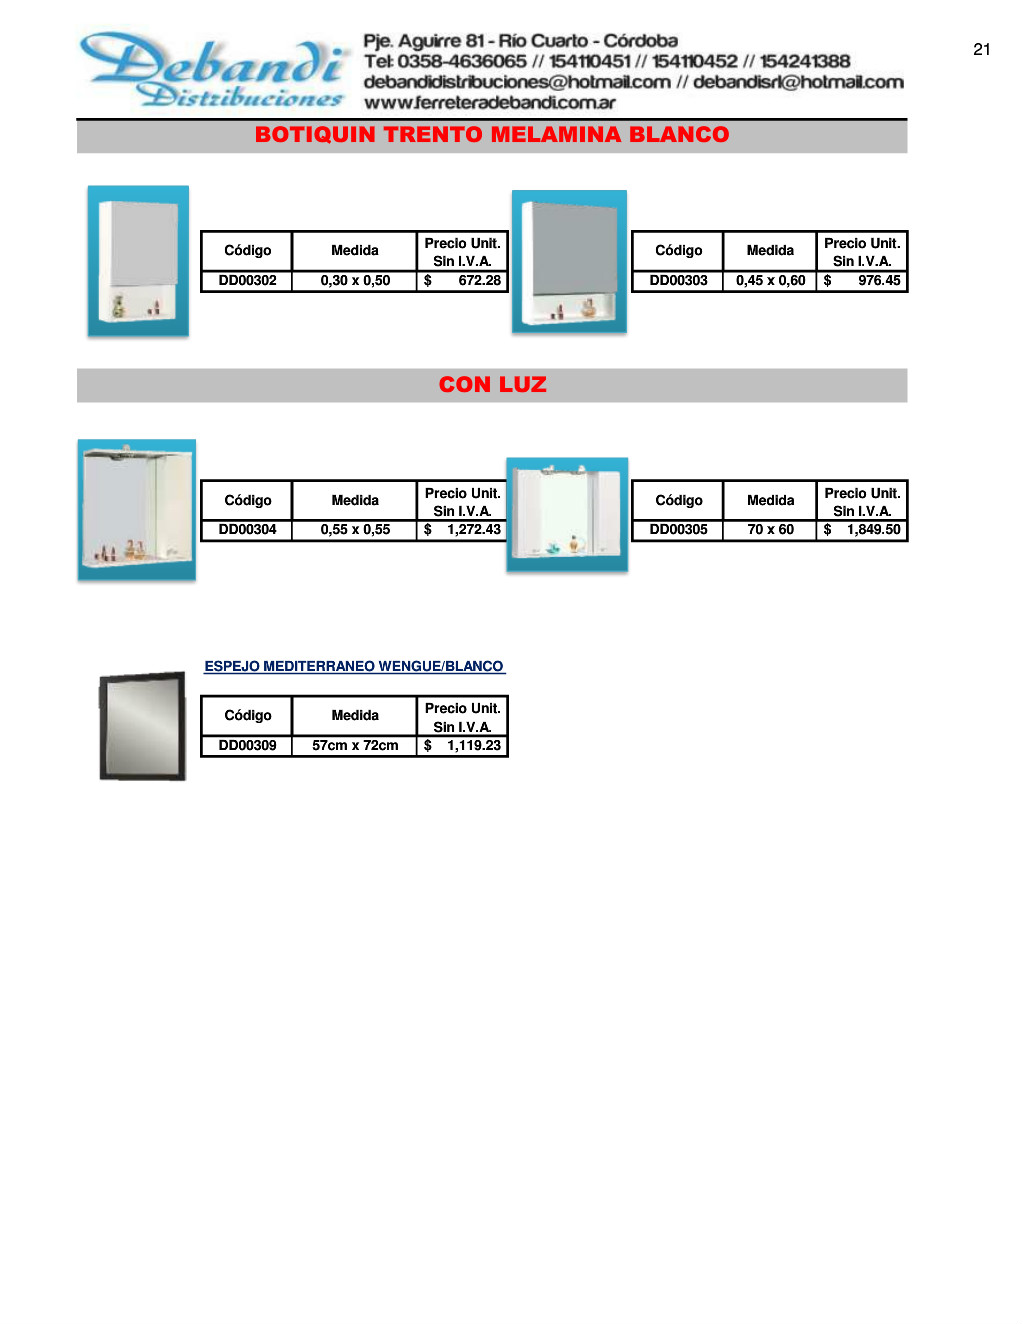 Debandi
Distribuciones
Pje. Aguirre 81 - Río Cuarto - Córdoba
Tel: 0358-4636065 // 154110451 // 154110452 // 154241388
debandidistribuciones@hotmail.com // debandisrl@hotmail.com
www.ferreteradebandi.com.ar
21
BOTIQUIN TRENTO MELAMINA BLANCO
Código Medida Precio Unit. Sin I.V.A.
DD00302 0,30 x 0,50 $ 672.28
Código Medida Precio Unit. Sin I.V.A.
DD00303 0,45 x 0,60 $ 976.45
CON LUZ
Código Medida Precio Unit. Sin I.V.A.
DD00304 0,55 x 0,55 $ 1,272.43
Código Medida Precio Unit. Sin I.V.A.
DD00305 70 x 60 $ 1,849.50
ESPEJO MEDITERRANEO WENGUE/BLANCO
Código Medida Precio Unit. Sin I.V.A.
DD00309 57cm x 72cm $ 1,119.23